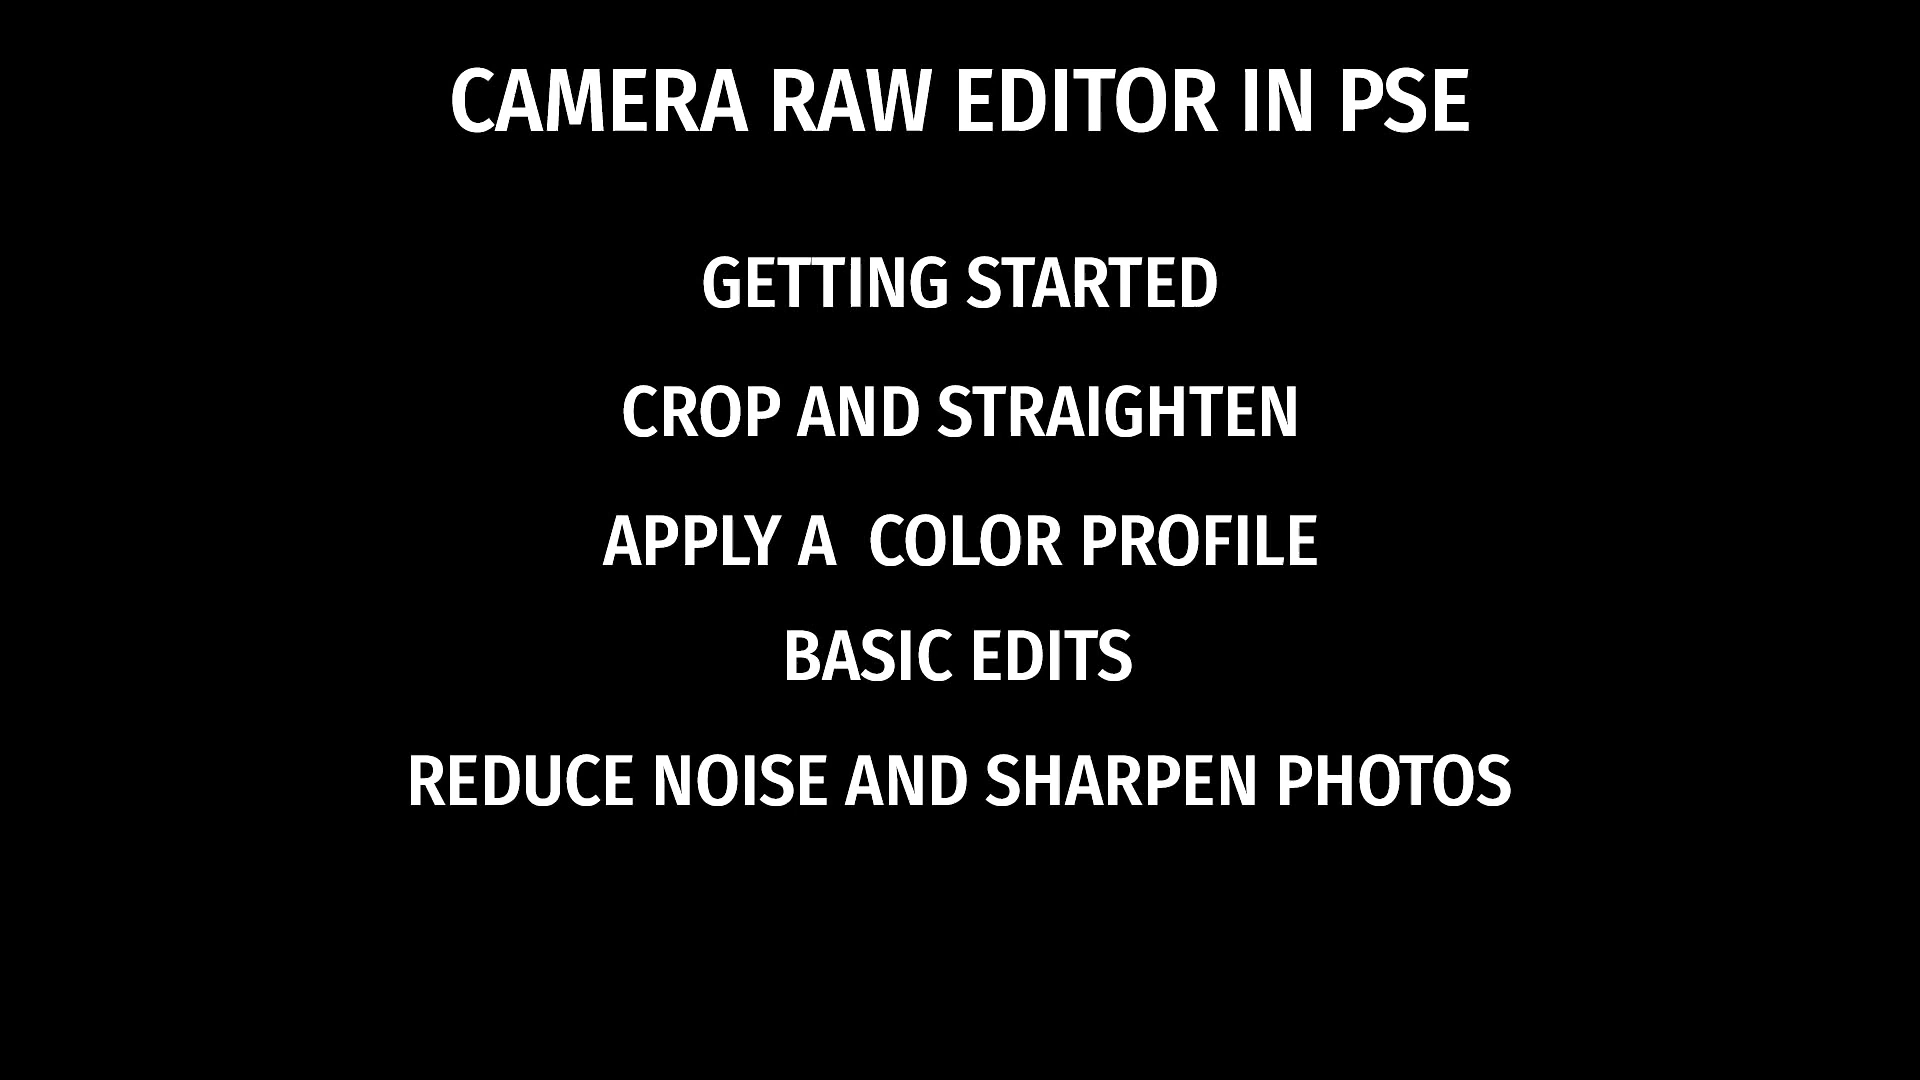 CAMERA RAW EDITOR IN PSE
GETTING STARTED
CROP AND STRAIGHTEN
APPLY A  COLOR PROFILE
BASIC EDITS
REDUCE NOISE AND SHARPEN PHOTOS